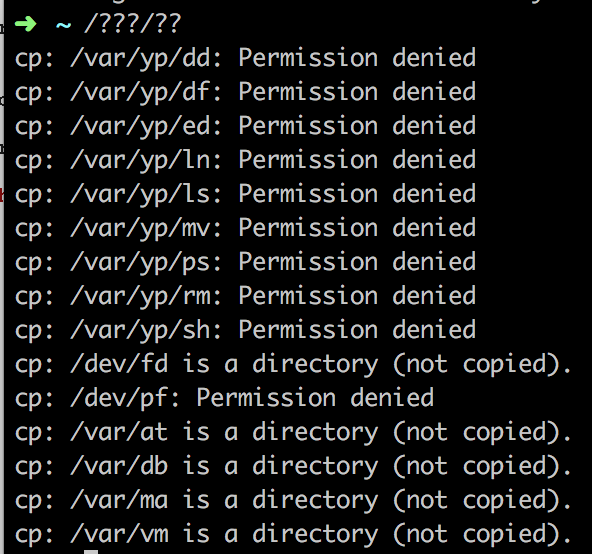 ➜ ~ /???/??
cp: /var/yp/dd: Permission denied
cp: /var/yp/df: Permission denied
cp: /var/yp/ed: Permission denied
cp: /var/yp/ln: Permission denied
cp: /var/yp/ls: Permission denied
cp: /var/yp/mv: Permission denied
cp: /var/yp/ps: Permission denied
cp: /var/yp/rm: Permission denied
cp: /var/yp/sh: Permission denied
cp: /dev/fd is a directory (not copied).
cp: /dev/pf: Permission denied
cp: /var/at is a directory (not copied).
cp: /var/db is a directory (not copied).
cp: /var/ma is a directory (not copied).
cp: /var/vm is a directory (not copied).